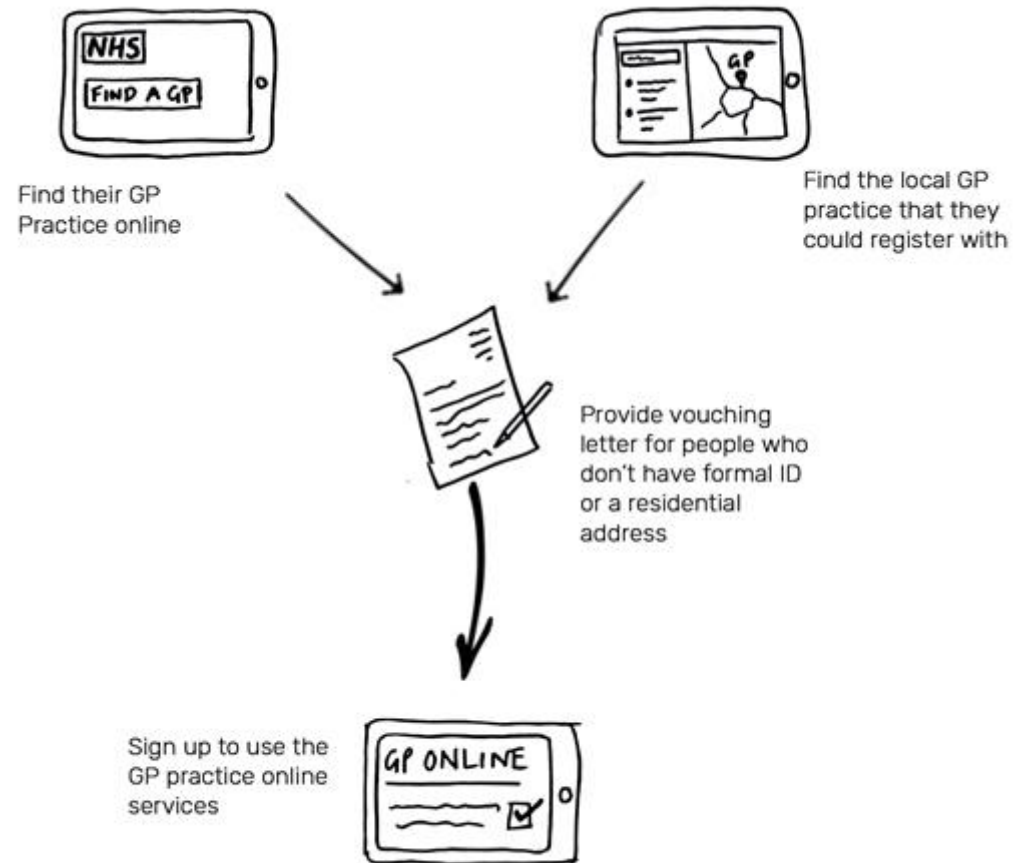 NHS
FIND A GP
Find their GP
Practice online
GP
Find the local GP
practice that they
could register with
Provide vouching
letter for people who
don't have formal ID
or a residential
address
Sign up to use the
GP practice online
services
GP ONLINE